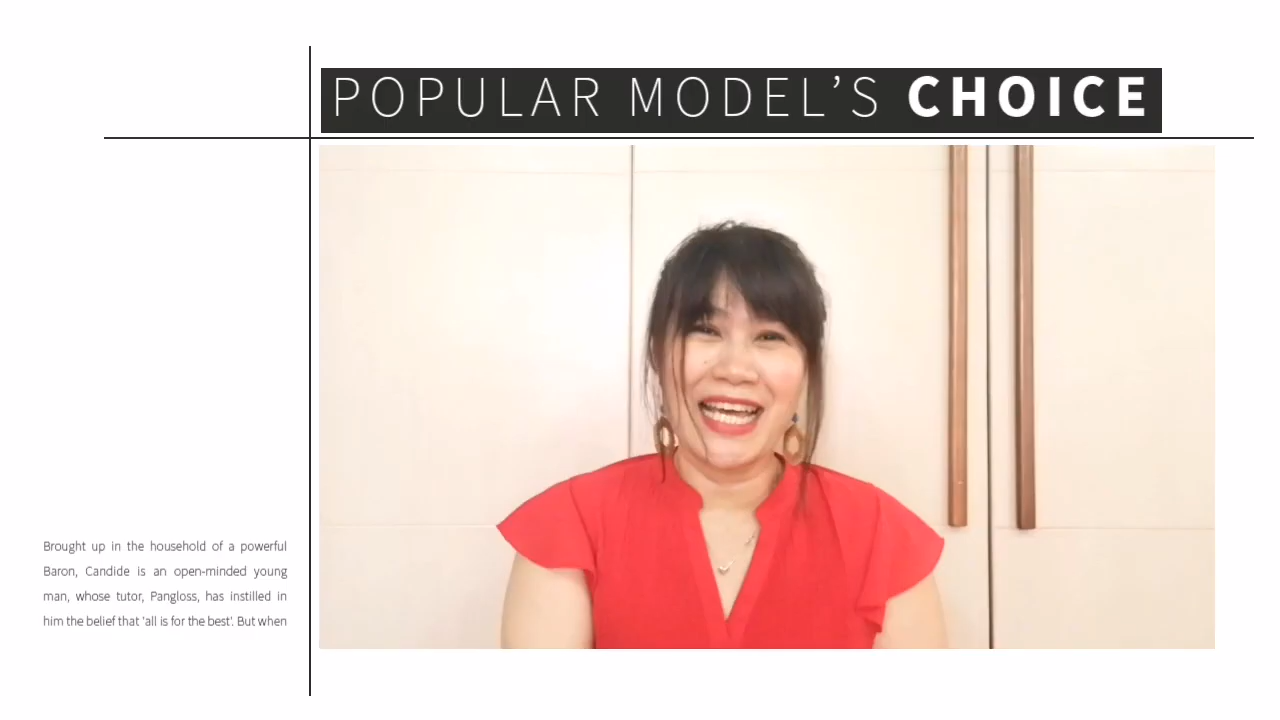 POPULAR MODEL’S CHOICE
Brought up in the household of a powerful
Baron, Candide is an open-minded young
man, whose tutor, Pangloss, has instilled in
him the belief that 'all is for the best'. But when